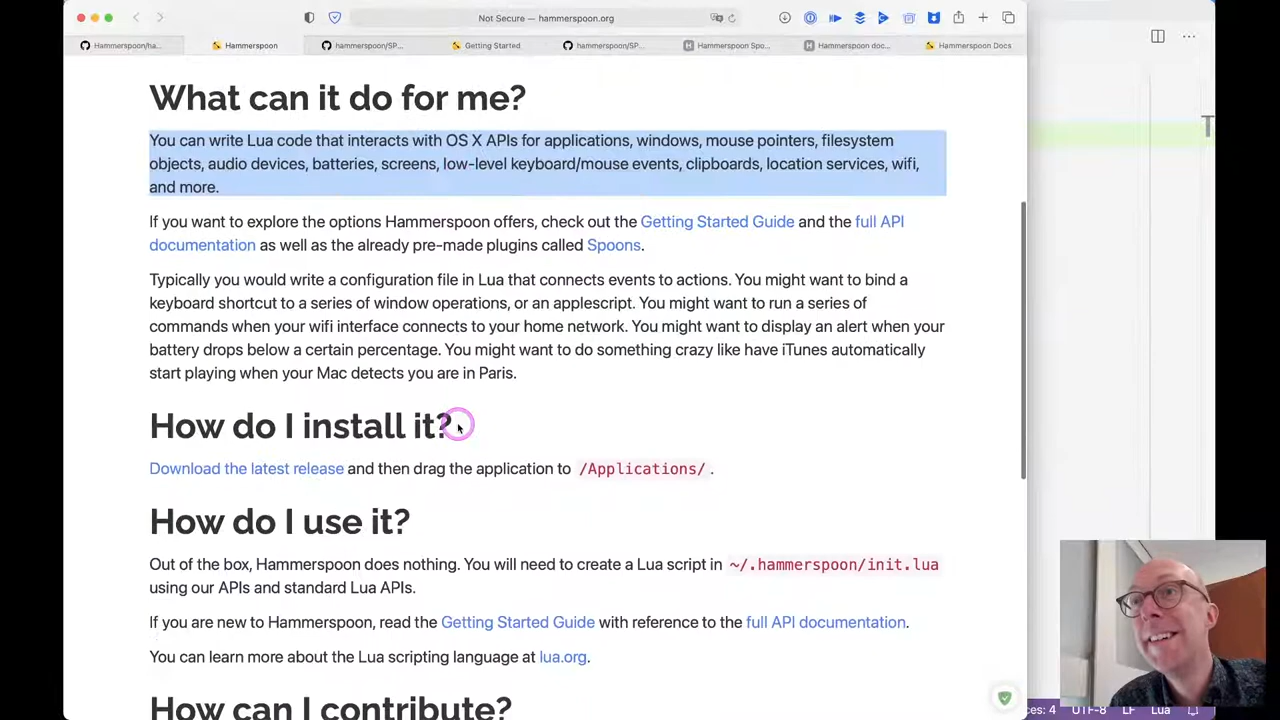 Not Secure — hammerspoon.org
Hammerspoon/ha...
Hammerspoon
hammerspoon/SP...
Getting Started
hammerspoon/SP...
Hammerspoon Spo...
Hammerspoon doc...
Hammerspoon Docs
What can it do for me?
You can write Lua code that interacts with OS X APIs for applications, windows, mouse pointers, filesystem
objects, audio devices, batteries, screens, low-level keyboard/mouse events, clipboards, location services, wifi,
and more.
If you want to explore the options Hammerspoon offers, check out the Getting Started Guide and the full API
documentation as well as the already pre-made plugins called Spoons.
Typically you would write a configuration file in Lua that connects events to actions. You might want to bind a
keyboard shortcut to a series of window operations, or an applescript. You might want to run a series of
commands when your wifi interface connects to your home network. You might want to display an alert when your
battery drops below a certain percentage. You might want to do something crazy like have iTunes automatically
start playing when your Mac detects you are in Paris.
How do I install it?
Download the latest release and then drag the application to /Applications/ .
How do I use it?
Out of the box, Hammerspoon does nothing. You will need to create a Lua script in ~/.hammerspoon/init.lua
using our APIs and standard Lua APIs.
If you are new to Hammerspoon, read the Getting Started Guide with reference to the full API documentation.
You can learn more about the Lua scripting language at lua.org.
How can I contribute?
T
ces: 4 UTF-8 LF Lua